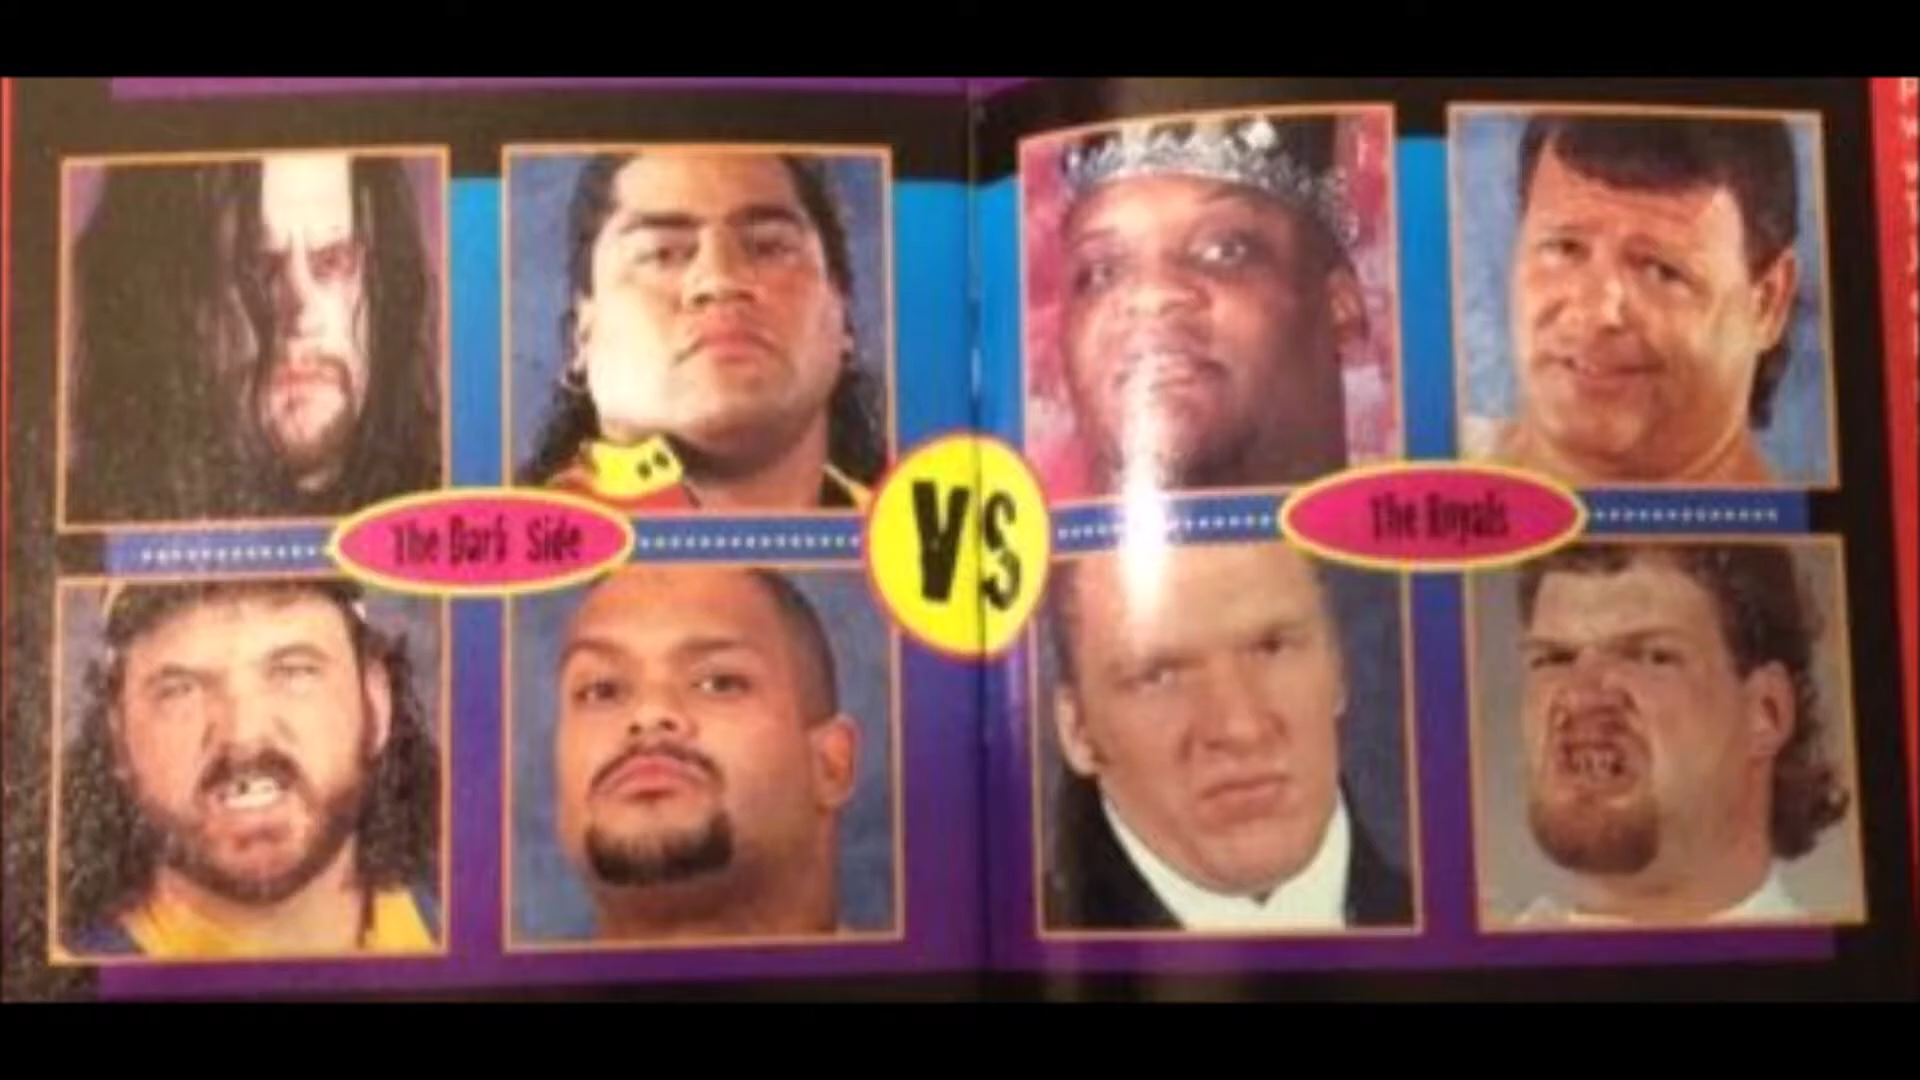 The Dark Side
VS
The Royals